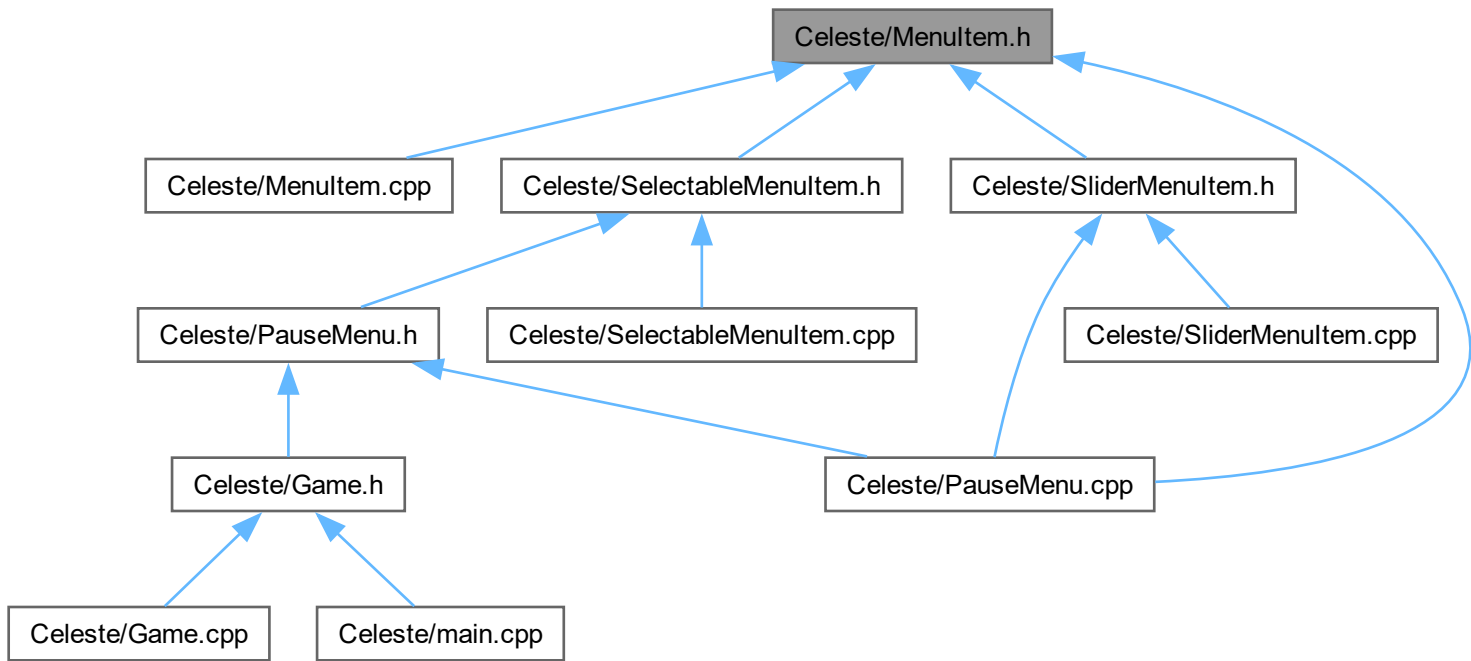 Celeste/MenuItem.h
Celeste/MenuItem.cpp
Celeste/SelectableMenuItem.h
Celeste/SliderMenuItem.h
Celeste/PauseMenu.h
Celeste/SelectableMenuItem.cpp
Celeste/SliderMenuItem.cpp
Celeste/Game.h
Celeste/PauseMenu.cpp
Celeste/Game.cpp
Celeste/main.cpp